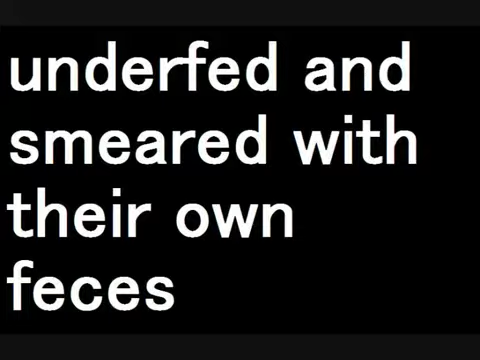 underfed and
smeared with
their own
feces